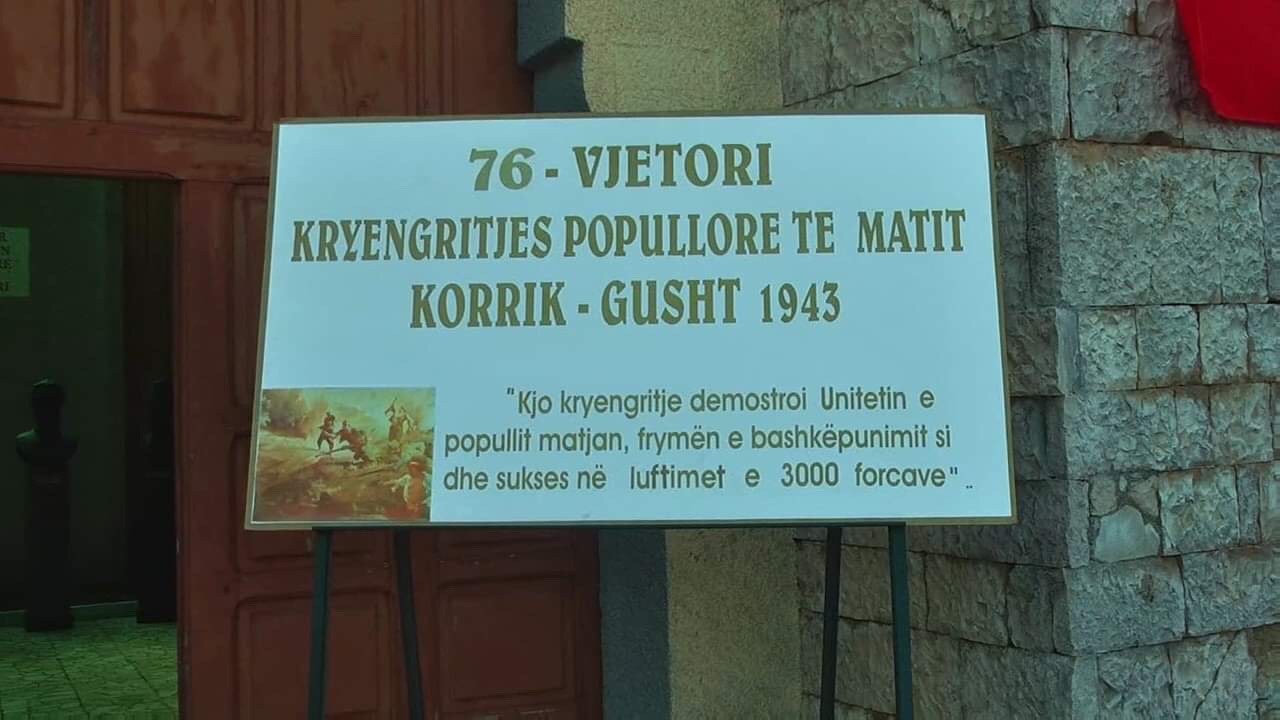 76 - VJETORI
KRYENGRITJES POPULLORE TE MATIT
KORRIK - GUSHT 1943
"Kjo kryengritje demostroi Unitetin e
popullit matjan, frymën e bashkëpunimit si
dhe sukses në luftimet e 3000 forcave" ..